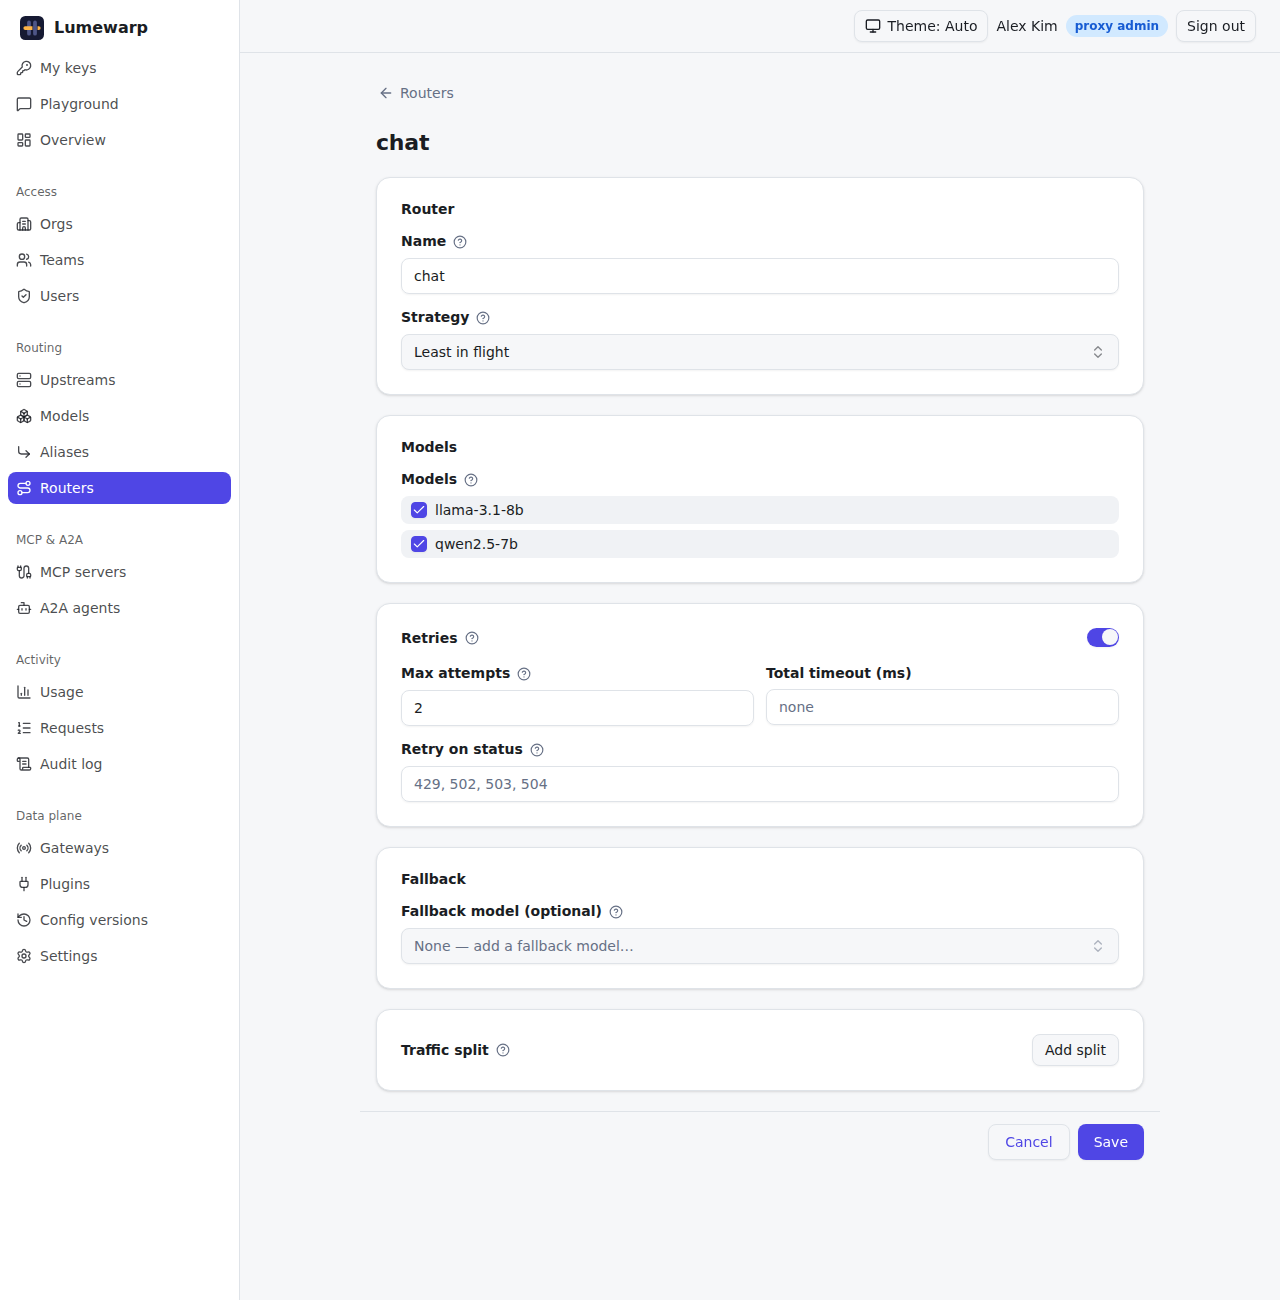 Lumewarp
My keys
Playground
Overview
Access
Orgs
Teams
Users
Routing
Upstreams
Models
Aliases
Routers
MCP & A2A
MCP servers
A2A agents
Activity
Usage
Requests
Audit log
Data plane
Gateways
Plugins
Config versions
Settings
Theme: Auto
Alex Kim
proxy admin
Sign out
Routers
chat
Router
Name
chat
Strategy
Least in flight
Models
Models
llama-3.1-8b
qwen2.5-7b
Retries
Max attempts
Total timeout (ms)
2
none
Retry on status
429, 502, 503, 504
Fallback
Fallback model (optional)
None — add a fallback model...
Traffic split
Add split
Cancel
Save